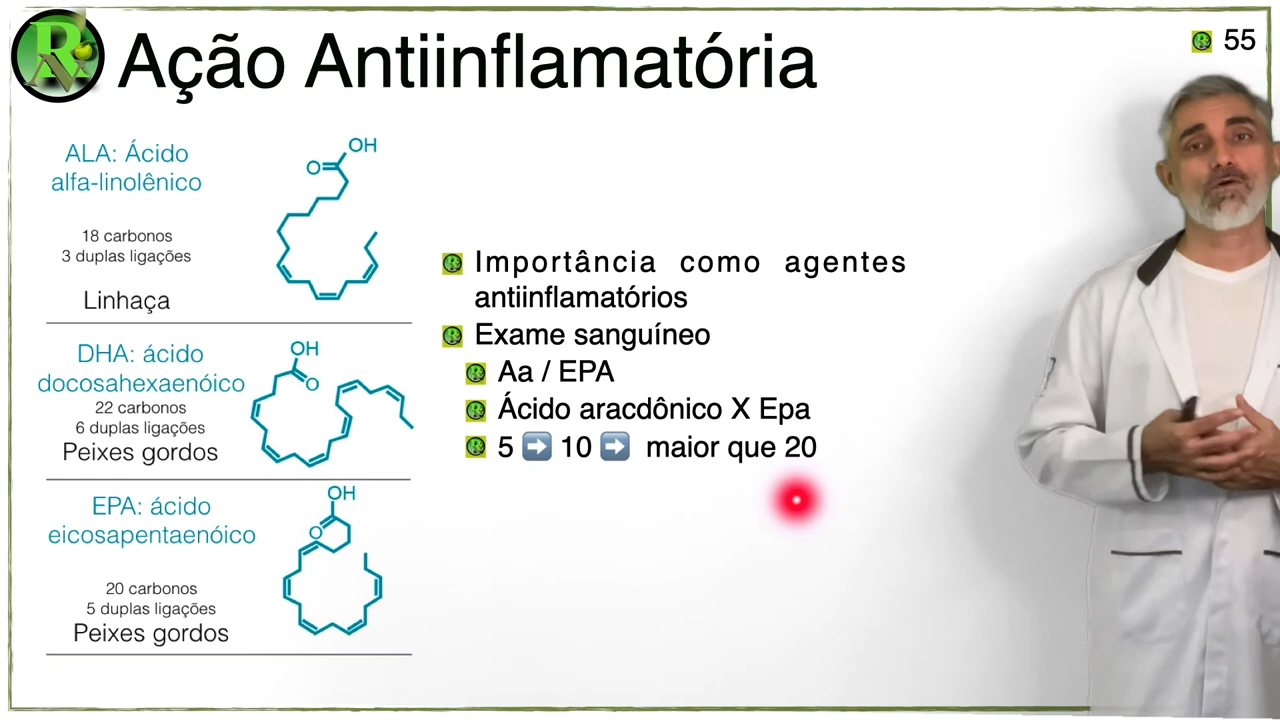 Ação Antiinflamatória
55
ALA: Ácido
alfa-linolênico
18 carbonos
3 duplas ligações
Linhaça
OH
O
DHA: ácido
docosahexaenóico
22 carbonos
6 duplas ligações
Peixes gordos
OH
O
EPA: ácido
eicosapentaenóico
20 carbonos
5 duplas ligações
Peixes gordos
OH
O
Importância como agentes
antiinflamatórios
Exame sanguíneo
Aa / EPA
Ácido aracdônico X Epa
5 ➡ 10 ➡ maior que 20